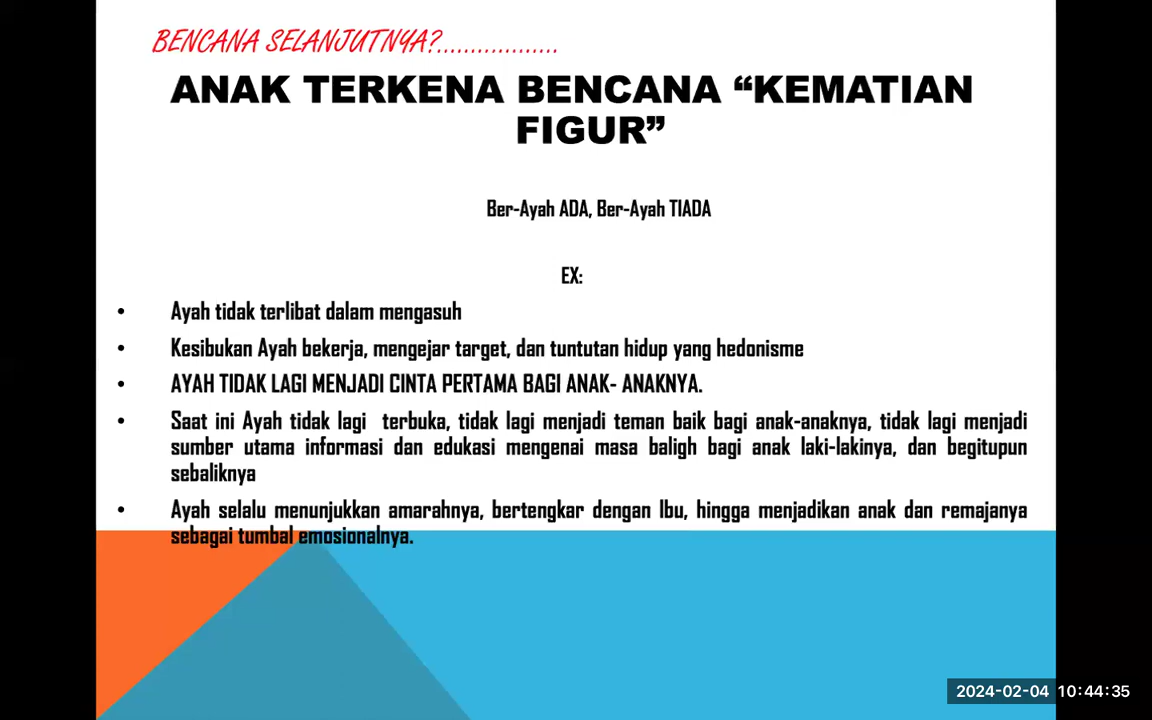 BENCANA SELANJUTNYA?..................
ANAK TERKENA BENCANA “KEMATIAN
FIGUR”
Ber-Ayah ADA, Ber-Ayah TIADA
EX:
• Ayah tidak terlibat dalam mengasuh
• Kesibukan Ayah bekerja, mengejar target, dan tuntutan hidup yang hedonisme
• AYAH TIDAK LAGI MENJADI CINTA PERTAMA BAGI ANAK- ANAKNYA.
• Saat ini Ayah tidak lagi terbuka, tidak lagi menjadi teman baik bagi anak-anaknya, tidak lagi menjadi
sumber utama informasi dan edukasi mengenai masa baligh bagi anak laki-lakinya, dan begitupun
sebaliknya
• Ayah selalu menunjukkan amarahnya, bertengkar dengan Ibu, hingga menjadikan anak dan remajanya
sebagai tumbal emosionalnya.
2024-02-04 10:44:35